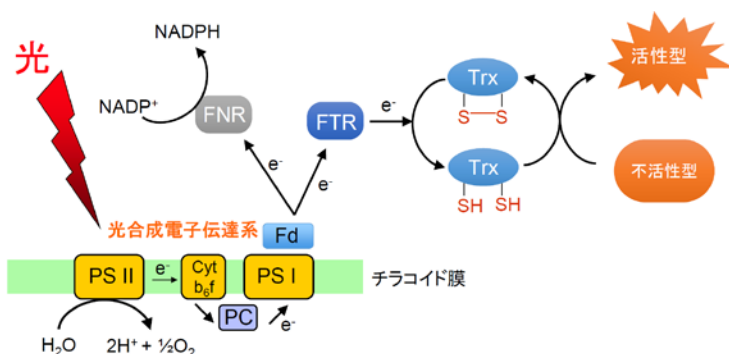 NADPH
光
NADP⁺
FNR
FTR
e⁻
Trx
S S
活性型
e⁻
e⁻
Trx
SH SH
不活性型
光合成電子伝達系
Fd
PS II
e⁻
Cyt
b₆f
PS I
チラコイド膜
PC
e⁻
H₂O
2H⁺ + ½O₂